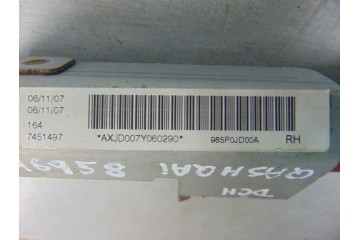 06/11/07
06/11/07
164
7451497
*AXJD007Y060290*
985P0JD00A
RH
DCH
QASHQAI